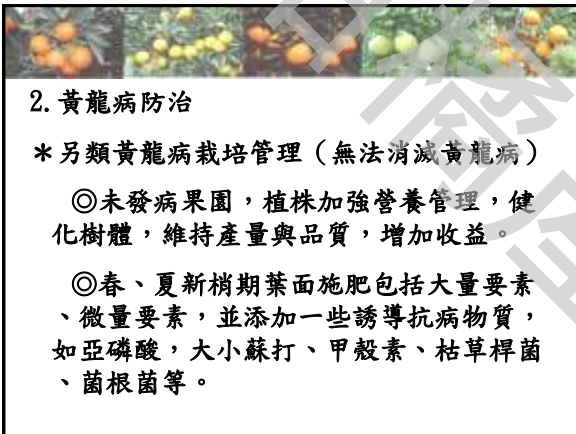 2. 黃龍病防治
＊另類黃龍病栽培管理（無法消滅黃龍病）
◎未發病果園，植株加強營養管理，健
化樹體，維持產量與品質，增加收益。
◎春、夏新梢期葉面施肥包括大量要素
、微量要素，並添加一些誘導抗病物質，
如亞磷酸，大小蘇打、甲殼素、枯草桿菌
、菌根菌等。